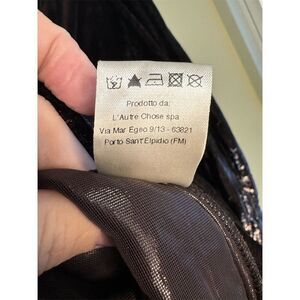 Prodotto da:
L'Autre Chose spa
Via Mar Egeo 9/13 - 63821
Porto Sant'Elpidio (FM)